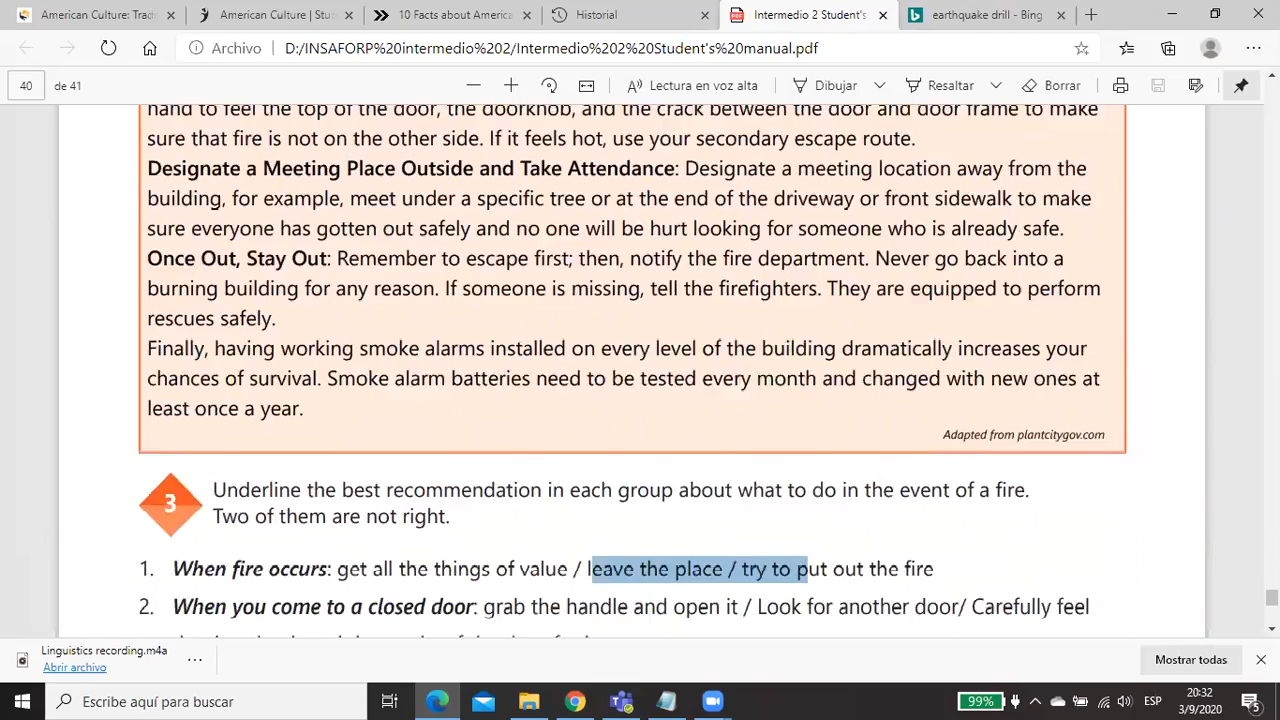 American Culture: Tradi
American Culture | Stud
10 Facts about America
Historial
Intermedio 2 Student's
earthquake drill - Bing
Archivo
D:/INSAFORP%20intermedio%202/Intermedio%202%20Student's%20manual.pdf
40 de 41
Lectura en voz alta
Dibujar
Resaltar
Borrar
hand to feel the top of the door, the doorknob, and the crack between the door and door frame to make
sure that fire is not on the other side. If it feels hot, use your secondary escape route.
Designate a Meeting Place Outside and Take Attendance: Designate a meeting location away from the
building, for example, meet under a specific tree or at the end of the driveway or front sidewalk to make
sure everyone has gotten out safely and no one will be hurt looking for someone who is already safe.
Once Out, Stay Out: Remember to escape first; then, notify the fire department. Never go back into a
burning building for any reason. If someone is missing, tell the firefighters. They are equipped to perform
rescues safely.
Finally, having working smoke alarms installed on every level of the building dramatically increases your
chances of survival. Smoke alarm batteries need to be tested every month and changed with new ones at
least once a year.
Adapted from plantcitygov.com
3
Underline the best recommendation in each group about what to do in the event of a fire.
Two of them are not right.
1. When fire occurs: get all the things of value / leave the place / try to put out the fire
2. When you come to a closed door: grab the handle and open it / Look for another door/ Carefully feel
Linguistics recording.m4a
Abrir archivo
Mostrar todas
Escribe aquí para buscar
99%
ESP
20:32
3/9/2020
5